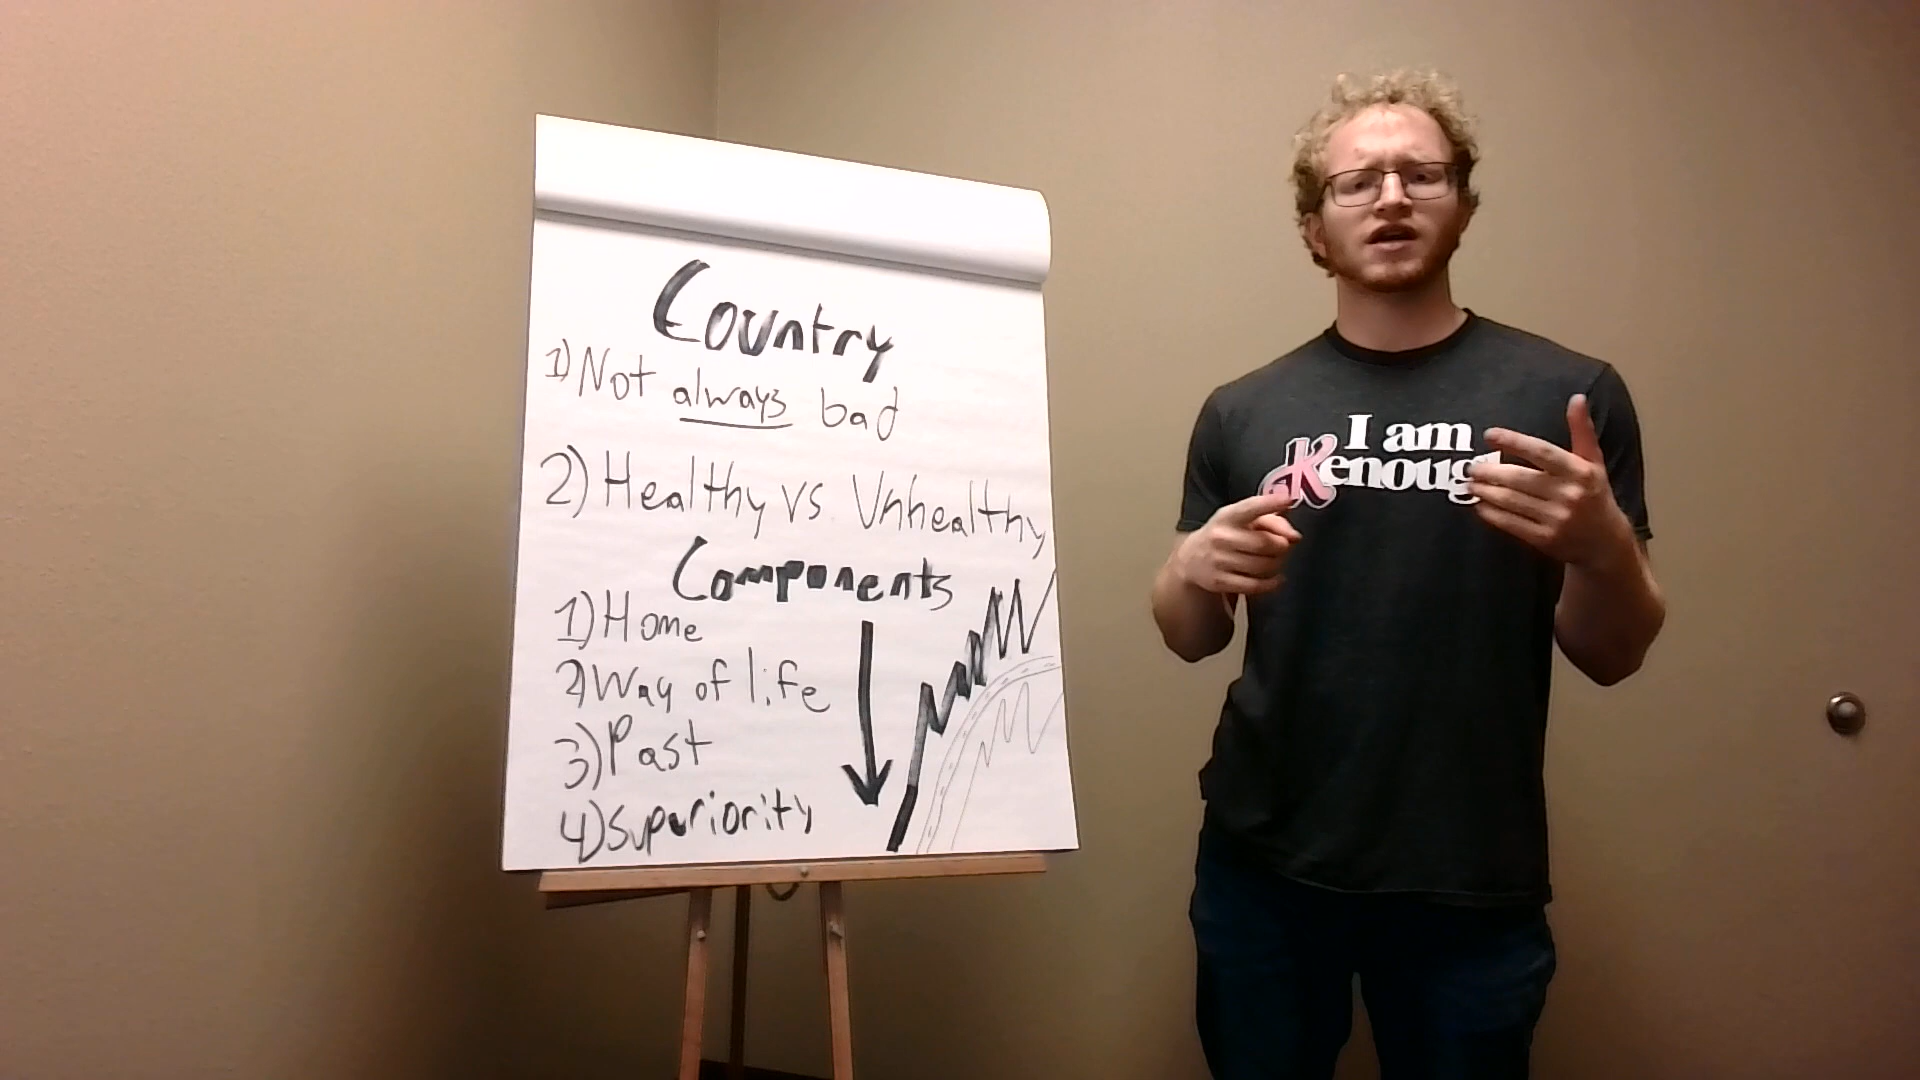 Country
1) Not always bad
2) Healthy vs Unhealthy
Components
1) Home
2) Way of life
3) Past
4) Superiority
I am
Kenoug